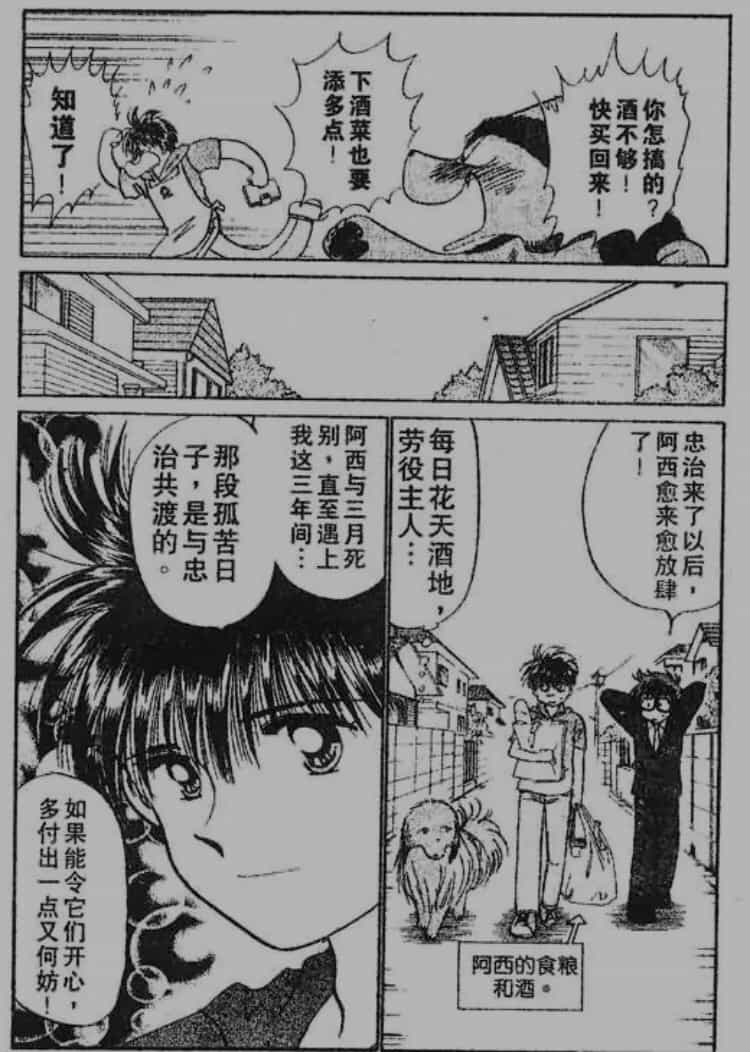 你怎搞的？
酒不够！
快买回来！
下酒菜也要
添多点！
知道了！
忠治来了以后，
阿西愈来愈放肆
了！
每日花天酒地，
劳役主人…
阿西的食粮
和酒。
阿西与三月死
别，直至遇上
我这三年间…
那段孤苦日
子，是与忠
治共渡的。
如果能令它们开心，
多付出一点又何妨！